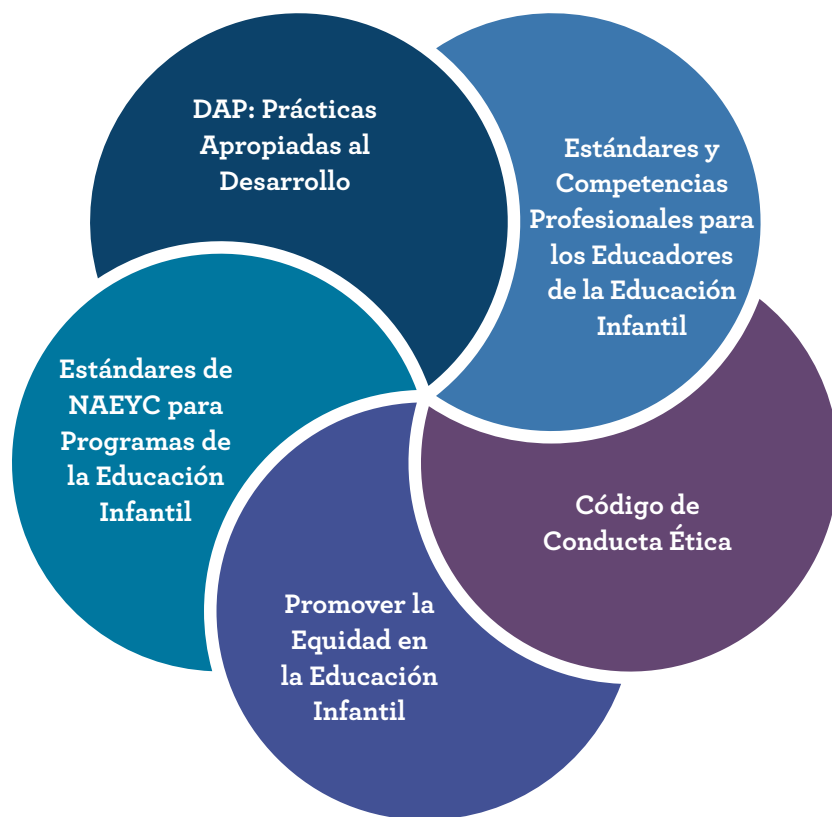 DAP: Prácticas
Apropiadas al
Desarrollo
Estándares y
Competencias
Profesionales para
los Educadores
de la Educación
Infantil
Estándares de
NAEYC para
Programas de
la Educación
Infantil
Código de
Conducta Ética
Promover la
Equidad en
la Educación
Infantil